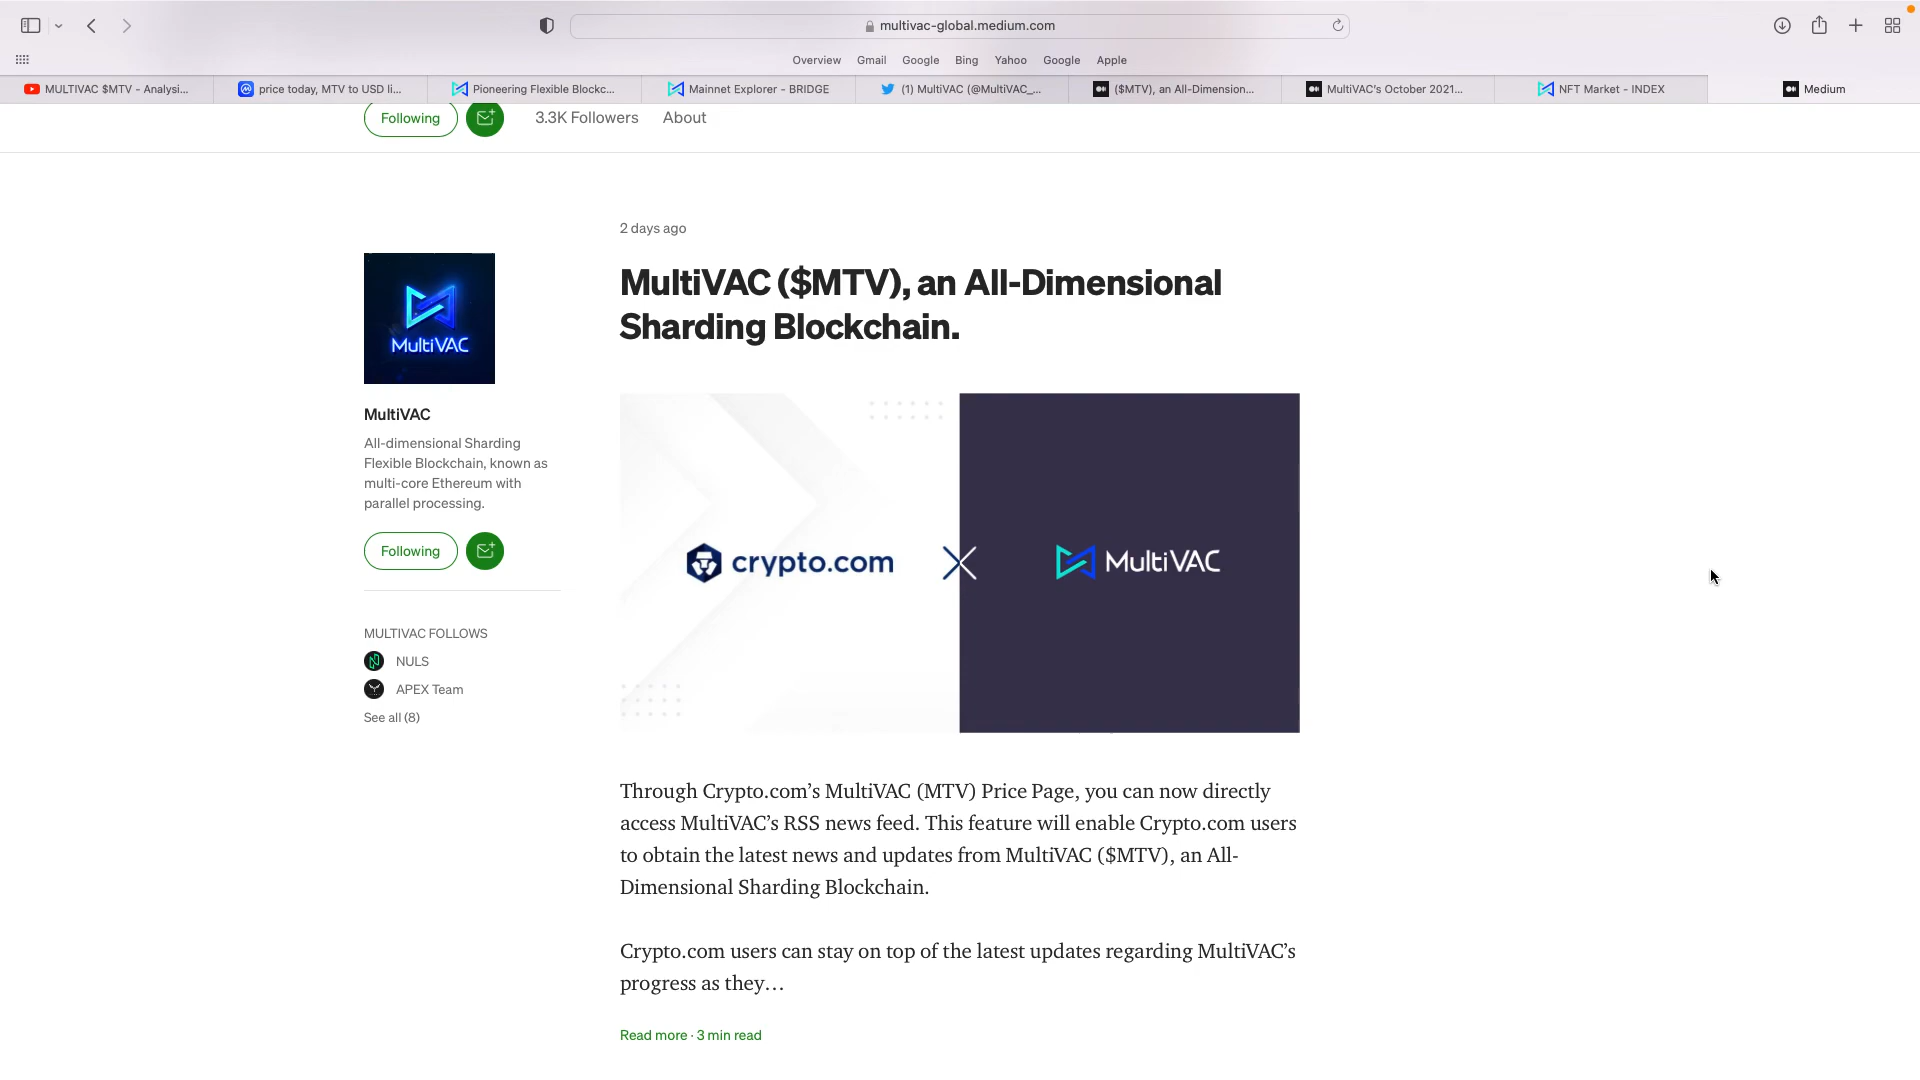 multivac-global.medium.com
Overview Gmail Google Bing Yahoo Google Apple
MULTIVAC $MTV - Analysi...
price today, MTV to USD li...
Pioneering Flexible Blockc...
Mainnet Explorer - BRIDGE
(1) MultiVAC (@MultiVAC_...
($MTV), an All-Dimension...
MultiVAC's October 2021...
NFT Market - INDEX
Medium
Following
3.3K Followers
About
2 days ago
MultiVAC ($MTV), an All-Dimensional
Sharding Blockchain.
MultiVAC
MultiVAC
All-dimensional Sharding
Flexible Blockchain, known as
multi-core Ethereum with
parallel processing.
Following
MULTIVAC FOLLOWS
NULS
APEX Team
See all (8)
crypto.com
MultiVAC
Through Crypto.com’s MultiVAC (MTV) Price Page, you can now directly
access MultiVAC’s RSS news feed. This feature will enable Crypto.com users
to obtain the latest news and updates from MultiVAC ($MTV), an All-
Dimensional Sharding Blockchain.
Crypto.com users can stay on top of the latest updates regarding MultiVAC’s
progress as they…
Read more · 3 min read